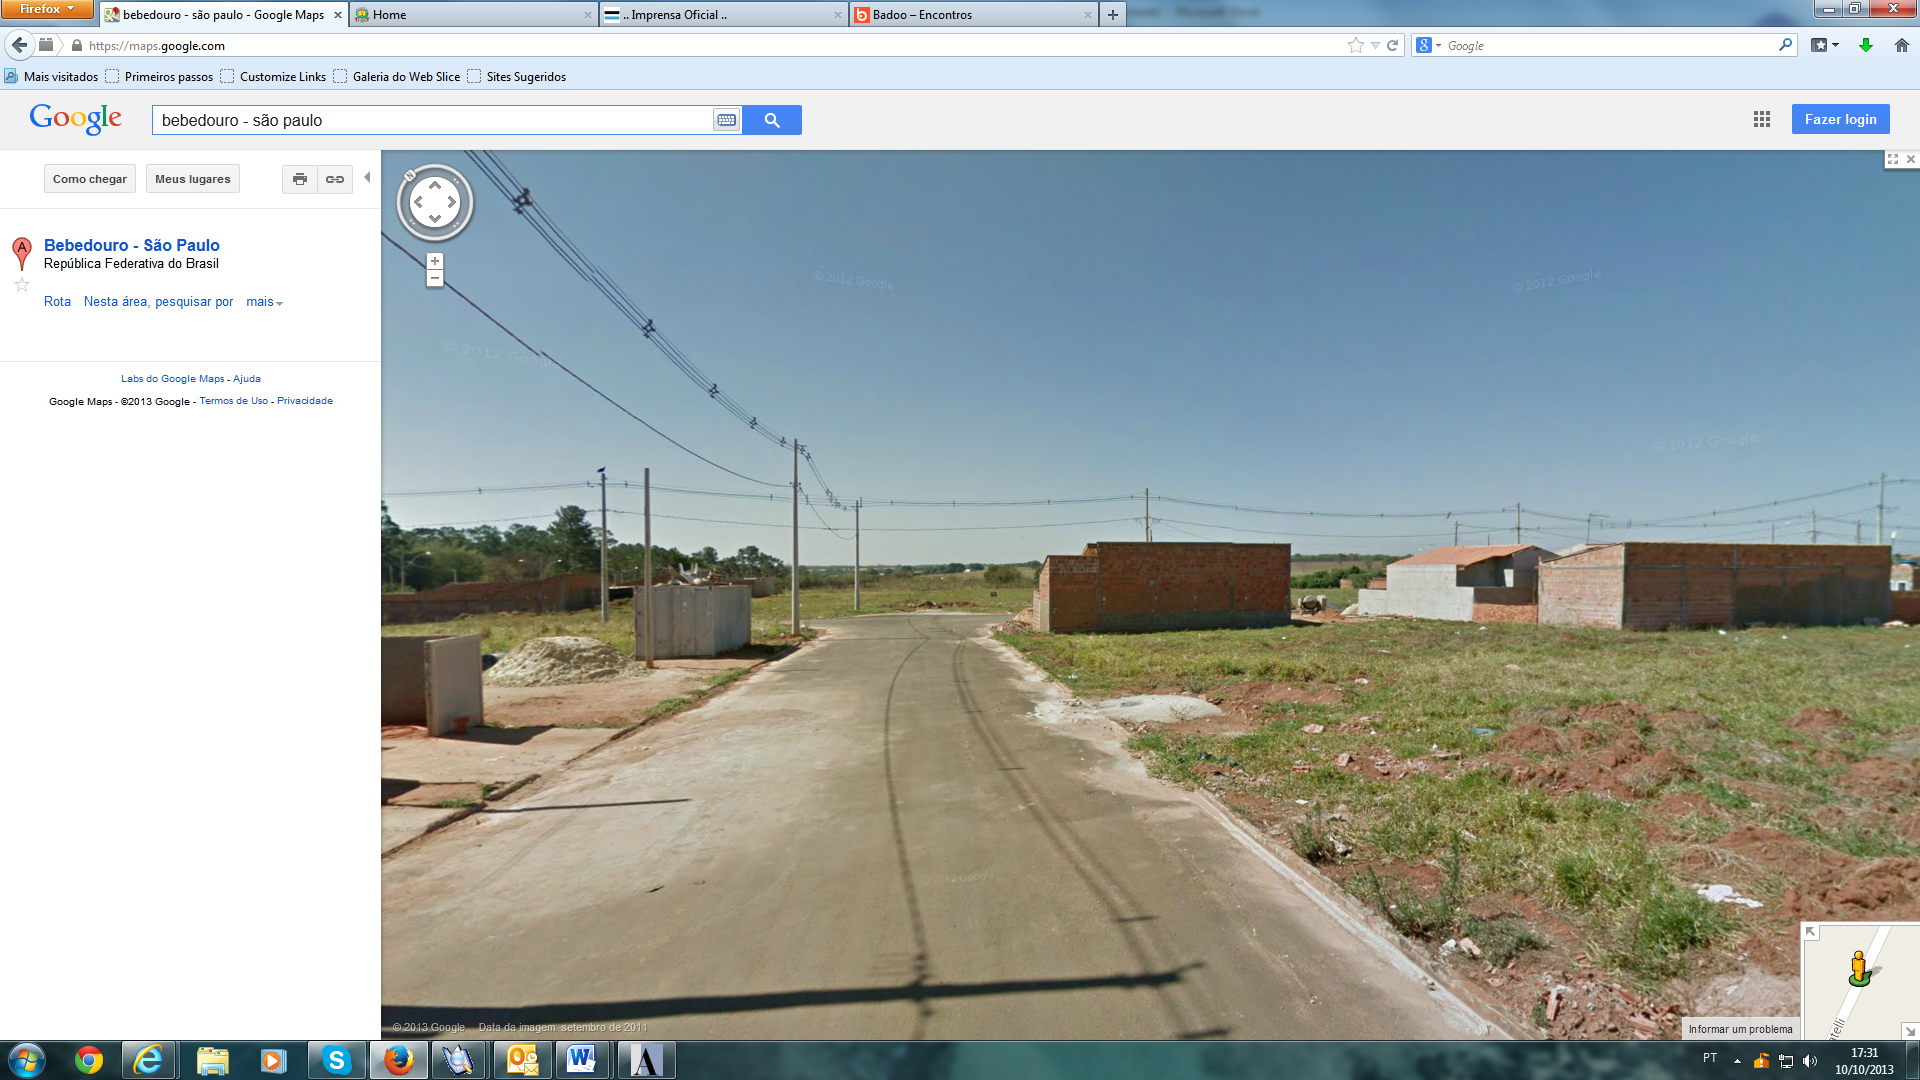 Firefox
bebedouro - são paulo - Google Maps
Home
.. Imprensa Oficial ..
Badoo – Encontros
https://maps.google.com
Google
Mais visitados
Primeiros passos
Customize Links
Galeria do Web Slice
Sites Sugeridos
Google
bebedouro - são paulo
Fazer login
Como chegar
Meus lugares
A
Bebedouro - São Paulo
República Federativa do Brasil
Rota Nesta área, pesquisar por mais
Labs do Google Maps - Ajuda
Google Maps - ©2013 Google - Termos de Uso - Privacidade
N
© 2012 Google
© 2012 Google
© 2012 Google
© 2012 Google
© 2012 Google
© 2013 Google Data da imagem: setembro de 2011
Informar um problema
PT
17:31
10/10/2013